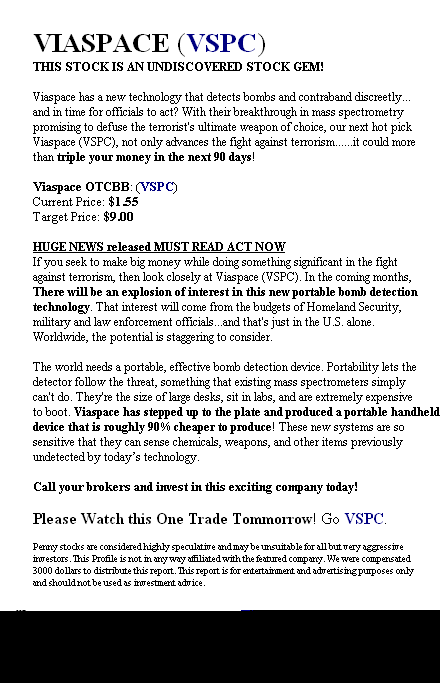 VIASPACE (VSPC)
THIS STOCK IS AN UNDISCOVERED STOCK GEM!
Viaspace has a new technology that detects bombs and contraband discreetly...
and in time for officials to act? With their breakthrough in mass spectrometry
promising to defuse the terrorist's ultimate weapon of choice, our next hot pick
Viaspace (VSPC), not only advances the fight against terrorism......it could more
than triple your money in the next 90 days!
Viaspace OTCBB: (VSPC)
Current Price: $1.55
Target Price: $9.00
HUGE NEWS released MUST READ ACT NOW
If you seek to make big money while doing something significant in the fight
against terrorism, then look closely at Viaspace (VSPC). In the coming months,
There will be an explosion of interest in this new portable bomb detection
technology. That interest will come from the budgets of Homeland Security,
military and law enforcement officials...and that's just in the U.S. alone.
Worldwide, the potential is staggering to consider.
The world needs a portable, effective bomb detection device. Portability lets the
detector follow the threat, something that existing mass spectrometers simply
can't do. They're the size of large desks, sit in labs, and are extremely expensive
to boot. Viaspace has stepped up to the plate and produced a portable handheld
device that is roughly 90% cheaper to produce! These new systems are so
sensitive that they can sense chemicals, weapons, and other items previously
undetected by today’s technology.
Call your brokers and invest in this exciting company today!
Please Watch this One Trade Tommorrow! Go VSPC.
Penny stocks are considered highly speculative and may be unsuitable for all but very aggressive
investors. This Profile is not in any way affiliated with the featured company. We were compensated
3000 dollars to distribute this report. This report is for entertainment and advertising purposes only
and should not be used as investment advice.